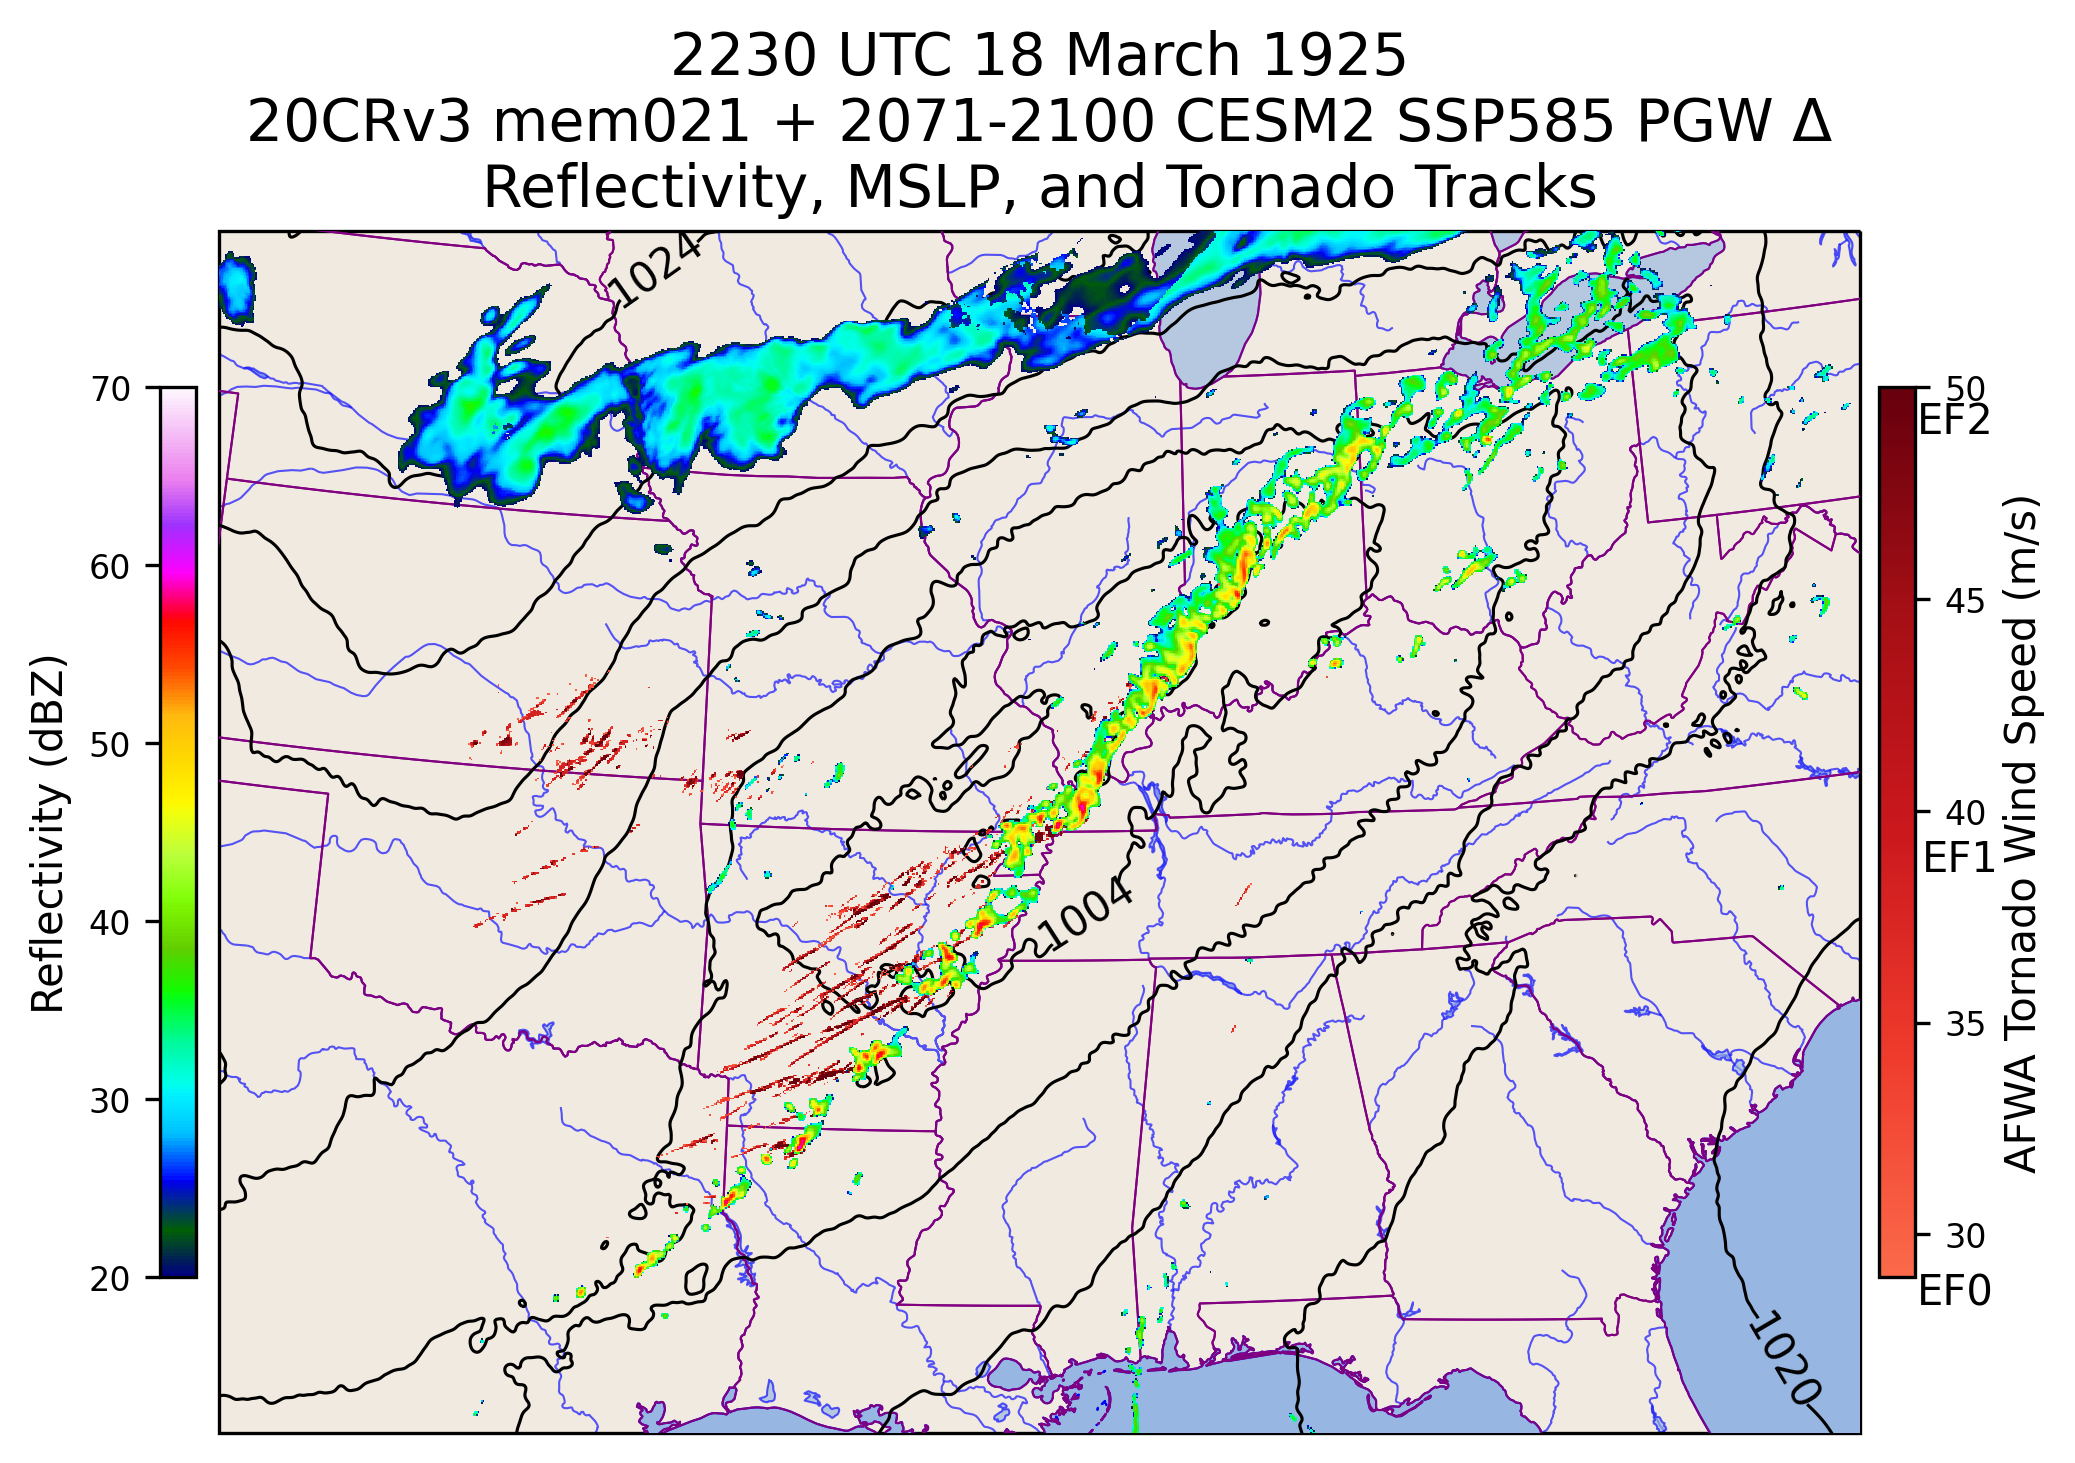 2230 UTC 18 March 1925
20CRv3 mem021 + 2071-2100 CESM2 SSP585 PGW Δ
Reflectivity, MSLP, and Tornado Tracks
1024
1004
1020
70
60
50
40
30
20
Reflectivity (dBZ)
50
EF2
45
40
EF1
35
30
EF0
AFWA Tornado Wind Speed (m/s)